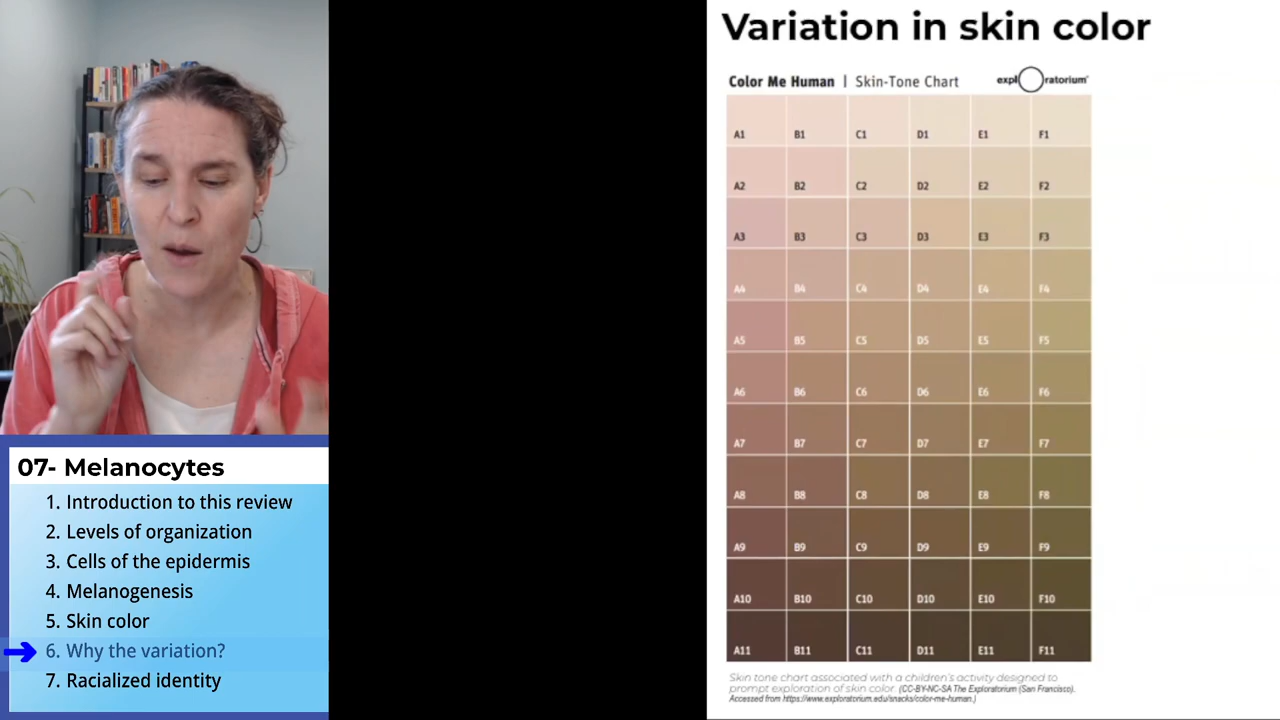 Variation in skin color
Color Me Human | Skin-Tone Chart
expl ratorium®
A1 B1 C1 D1 E1 F1
A2 B2 C2 D2 E2 F2
A3 B3 C3 D3 E3 F3
A4 B4 C4 D4 E4 F4
A5 B5 C5 D5 E5 F5
A6 B6 C6 D6 E6 F6
A7 B7 C7 D7 E7 F7
A8 B8 C8 D8 E8 F8
A9 B9 C9 D9 E9 F9
A10 B10 C10 D10 E10 F10
A11 B11 C11 D11 E11 F11
Skin tone chart associated with a children's activity designed to
prompt exploration of skin color. (CC-BY-NC-SA The Exploratorium (San Francisco).
Accessed from https://www.exploratorium.edu/snacks/color-me-human.)
07- Melanocytes
1. Introduction to this review
2. Levels of organization
3. Cells of the epidermis
4. Melanogenesis
5. Skin color
6. Why the variation?
7. Racialized identity